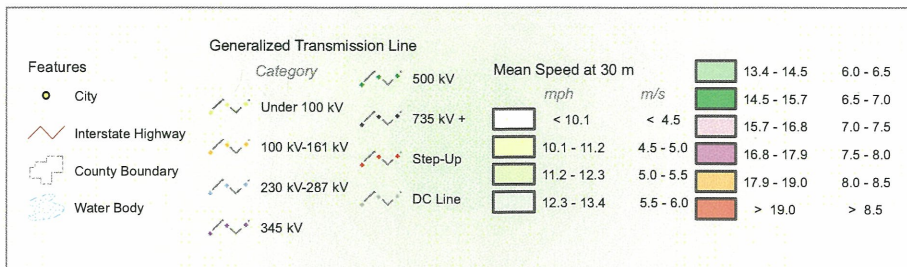 Features
City
Interstate Highway
County Boundary
Water Body
Generalized Transmission Line
Category
Under 100 kV
100 kV-161 kV
230 kV-287 kV
345 kV
500 kV
735 kV +
Step-Up
DC Line
Mean Speed at 30 m
mph m/s
< 10.1 < 4.5
10.1 - 11.2 4.5 - 5.0
11.2 - 12.3 5.0 - 5.5
12.3 - 13.4 5.5 - 6.0
13.4 - 14.5 6.0 - 6.5
14.5 - 15.7 6.5 - 7.0
15.7 - 16.8 7.0 - 7.5
16.8 - 17.9 7.5 - 8.0
17.9 - 19.0 8.0 - 8.5
> 19.0 > 8.5